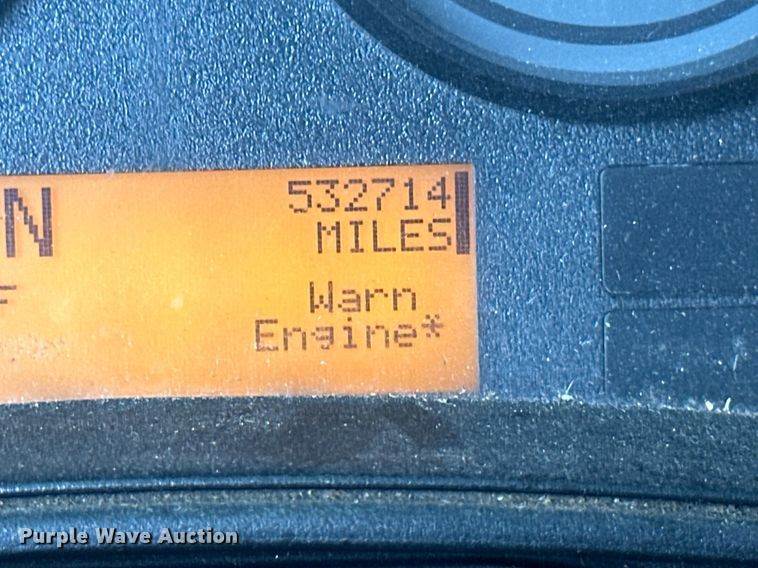 N
532714
MILES
F
Warn
Engine*
Purple Wave Auction